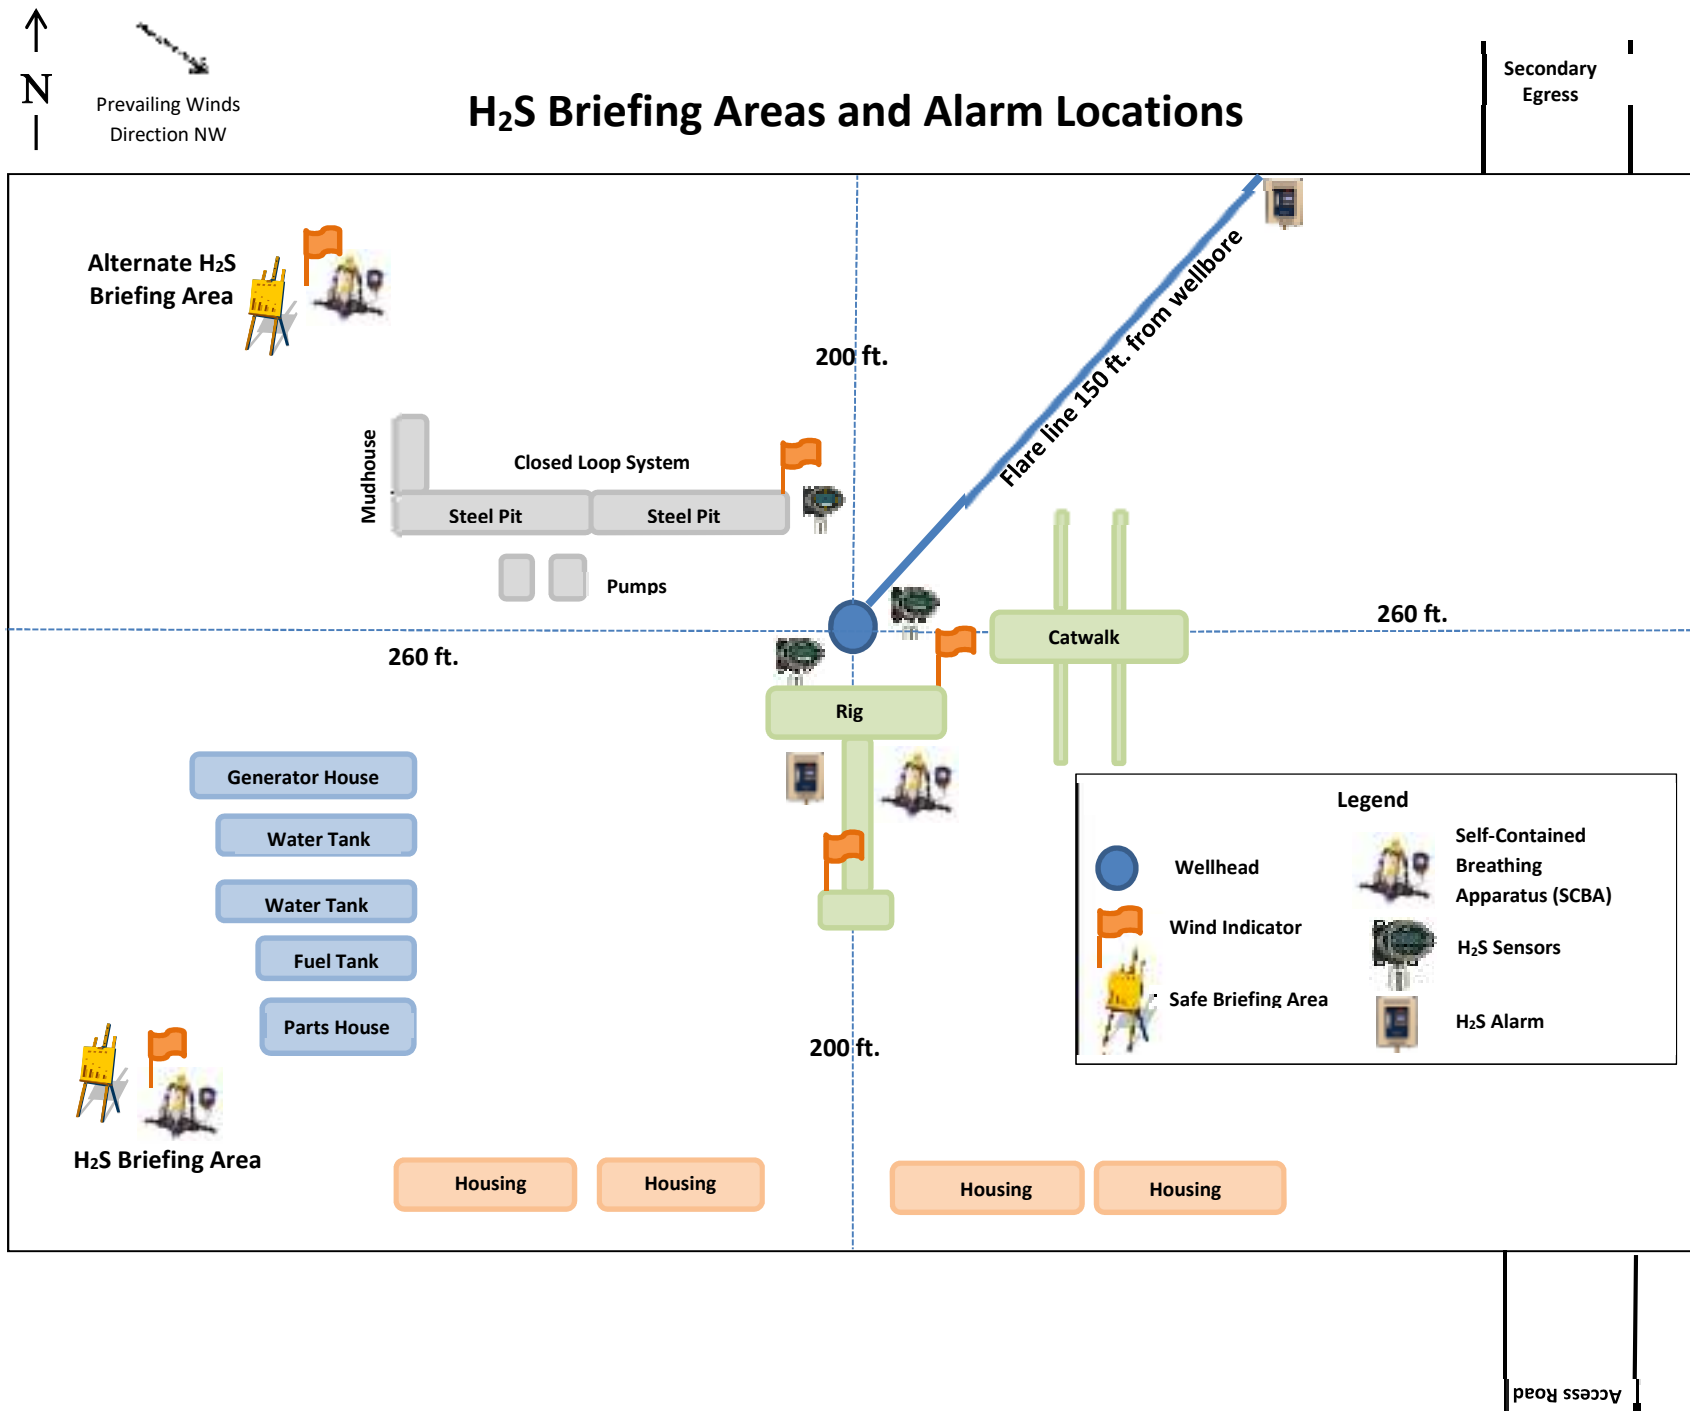 N
Prevailing Winds
Direction NW
H₂S Briefing Areas and Alarm Locations
Secondary
Egress
Alternate H₂S
Briefing Area
200 ft.
Flare line 150 ft. from wellbore
Mudhouse
Closed Loop System
Steel Pit
Steel Pit
Pumps
260 ft.
260 ft.
Catwalk
Rig
Generator House
Water Tank
Water Tank
Fuel Tank
Parts House
200 ft.
H₂S Briefing Area
Housing
Housing
Housing
Housing
Legend
Wellhead
Wind Indicator
Safe Briefing Area
Self-Contained
Breathing
Apparatus (SCBA)
H₂S Sensors
H₂S Alarm
Access Road